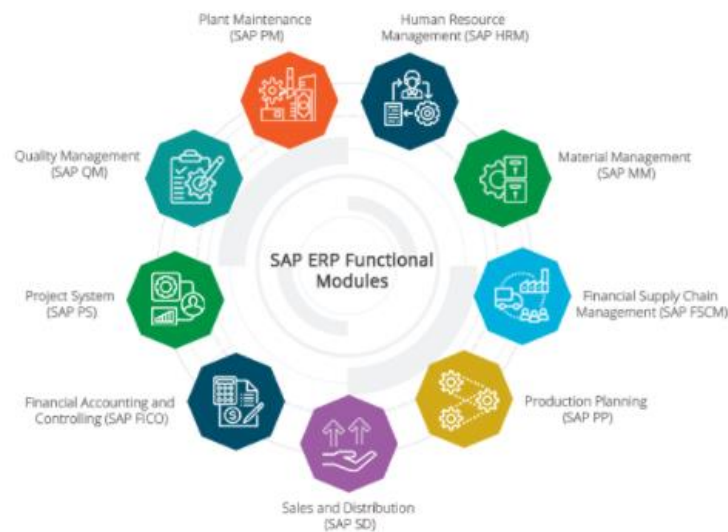 Plant Maintenance
(SAP PM)
Human Resource
Management (SAP HRM)
Quality Management
(SAP QM)
Material Management
(SAP MM)
SAP ERP Functional
Modules
Project System
(SAP PS)
Financial Supply Chain
Management (SAP FSCM)
Financial Accounting and
Controlling (SAP FICO)
Production Planning
(SAP PP)
Sales and Distribution
(SAP SD)